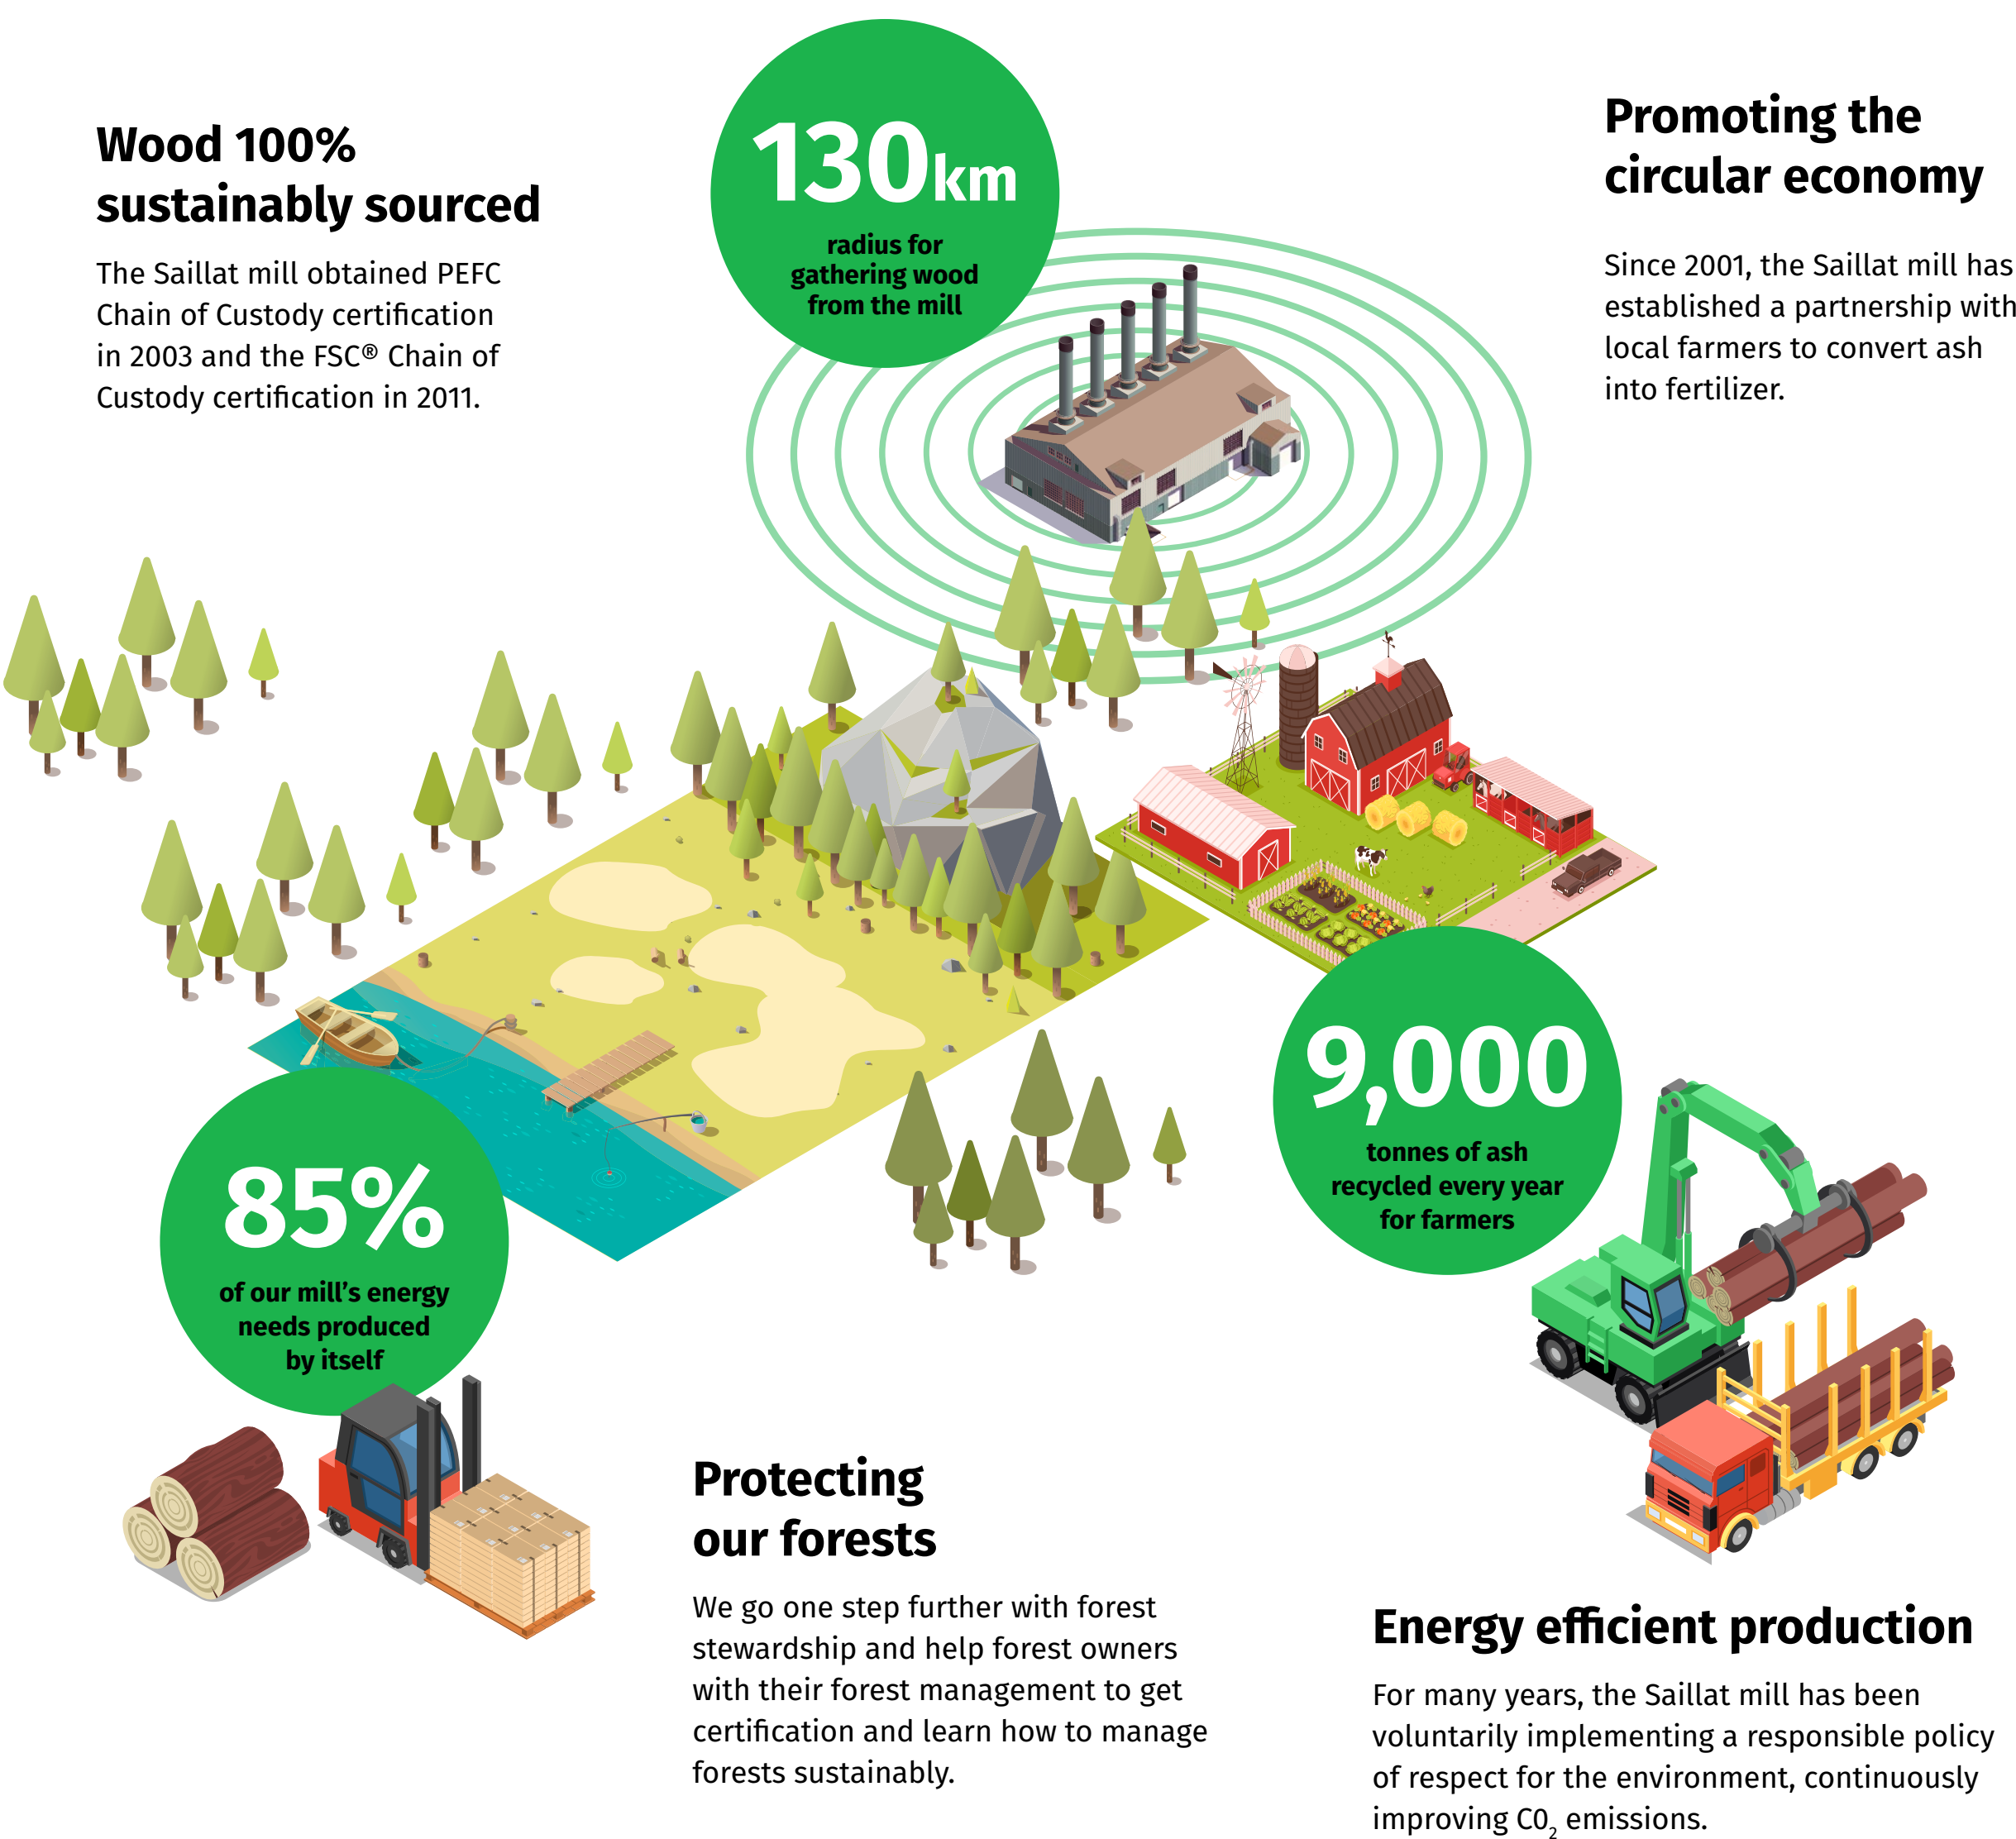 Wood 100%
sustainably sourced
The Saillat mill obtained PEFC
Chain of Custody certification
in 2003 and the FSC® Chain of
Custody certification in 2011.
130km
radius for
gathering wood
from the mill
Promoting the
circular economy
Since 2001, the Saillat mill has
established a partnership with
local farmers to convert ash
into fertilizer.
9,000
tonnes of ash
recycled every year
for farmers
85%
of our mill’s energy
needs produced
by itself
Protecting
our forests
We go one step further with forest
stewardship and help forest owners
with their forest management to get
certification and learn how to manage
forests sustainably.
Energy efficient production
For many years, the Saillat mill has been
voluntarily implementing a responsible policy
of respect for the environment, continuously
improving C0₂ emissions.